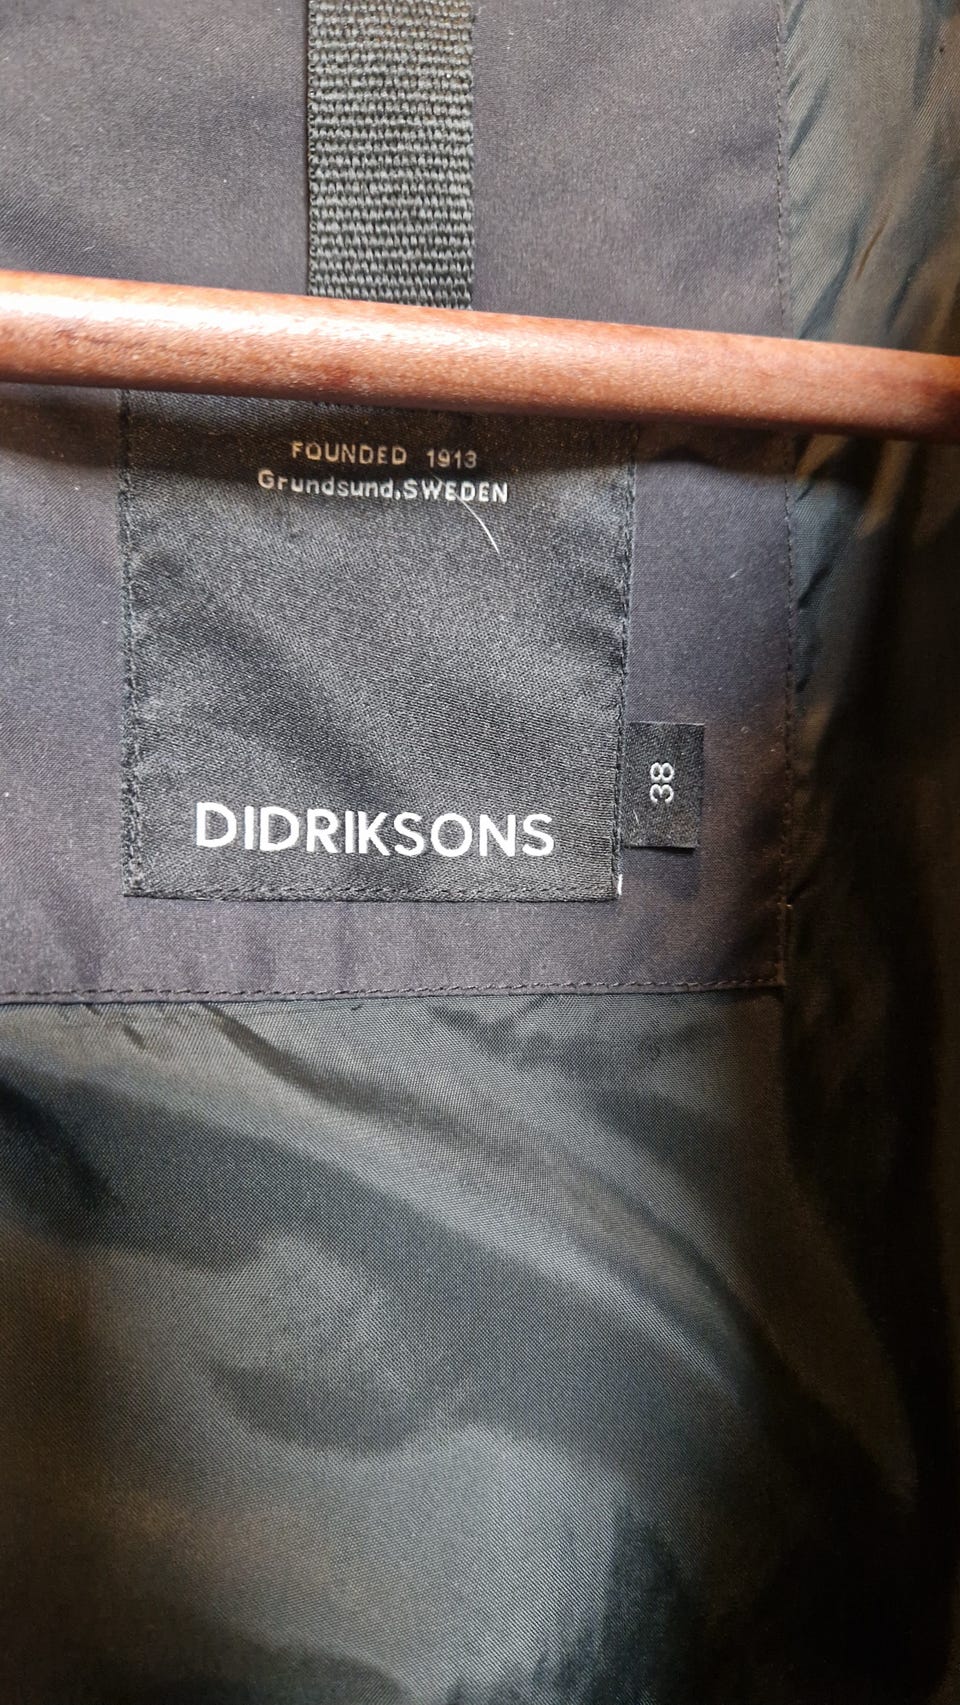 FOUNDED 1913
Grundsund,SWEDEN
DIDRIKSONS
38